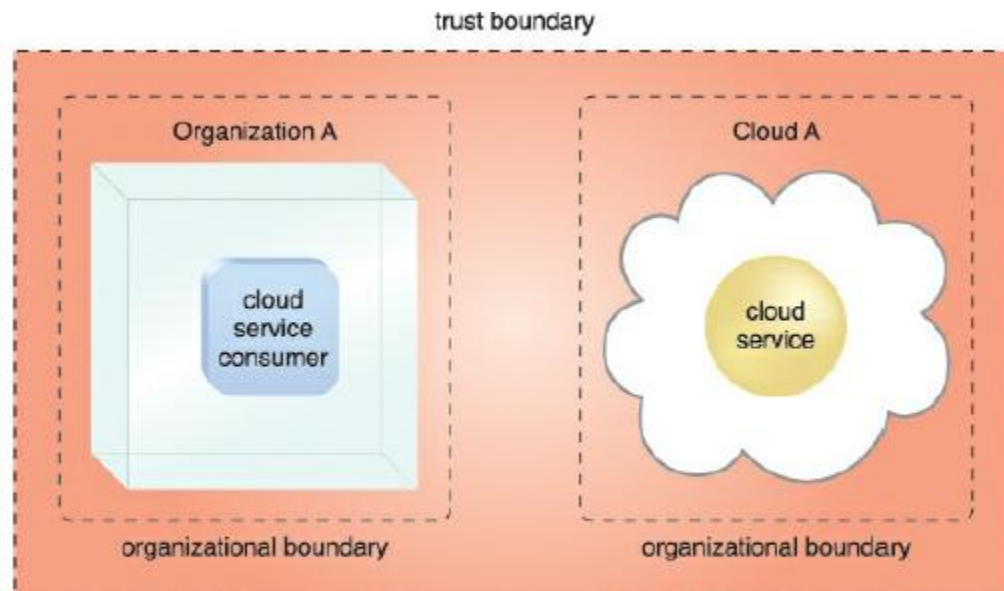 trust boundary
Organization A
Cloud A
cloud
service
consumer
cloud
service
organizational boundary
organizational boundary